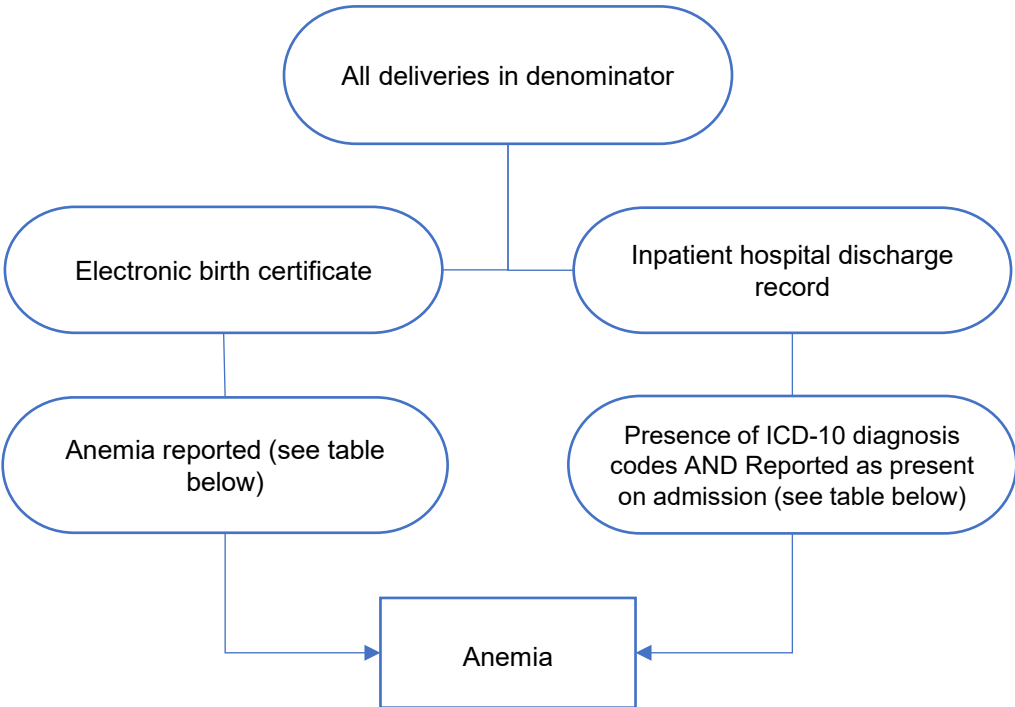 All deliveries in denominator
Electronic birth certificate
Inpatient hospital discharge
record
Anemia reported (see table
below)
Presence of ICD-10 diagnosis
codes AND Reported as present
on admission (see table below)
Anemia